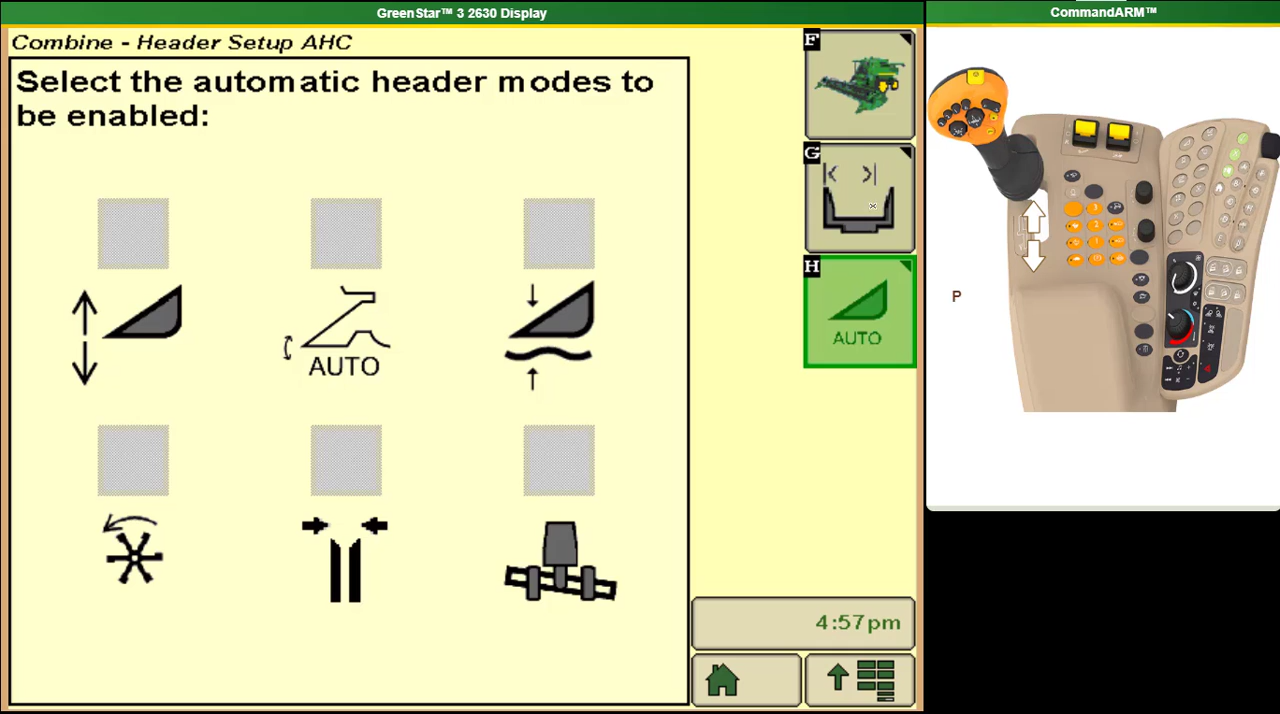 GreenStar™ 3 2630 Display
CommandARM™
Combine - Header Setup AHC
Select the automatic header modes to
be enabled:
AUTO
F
G
H
AUTO
P
4:57pm